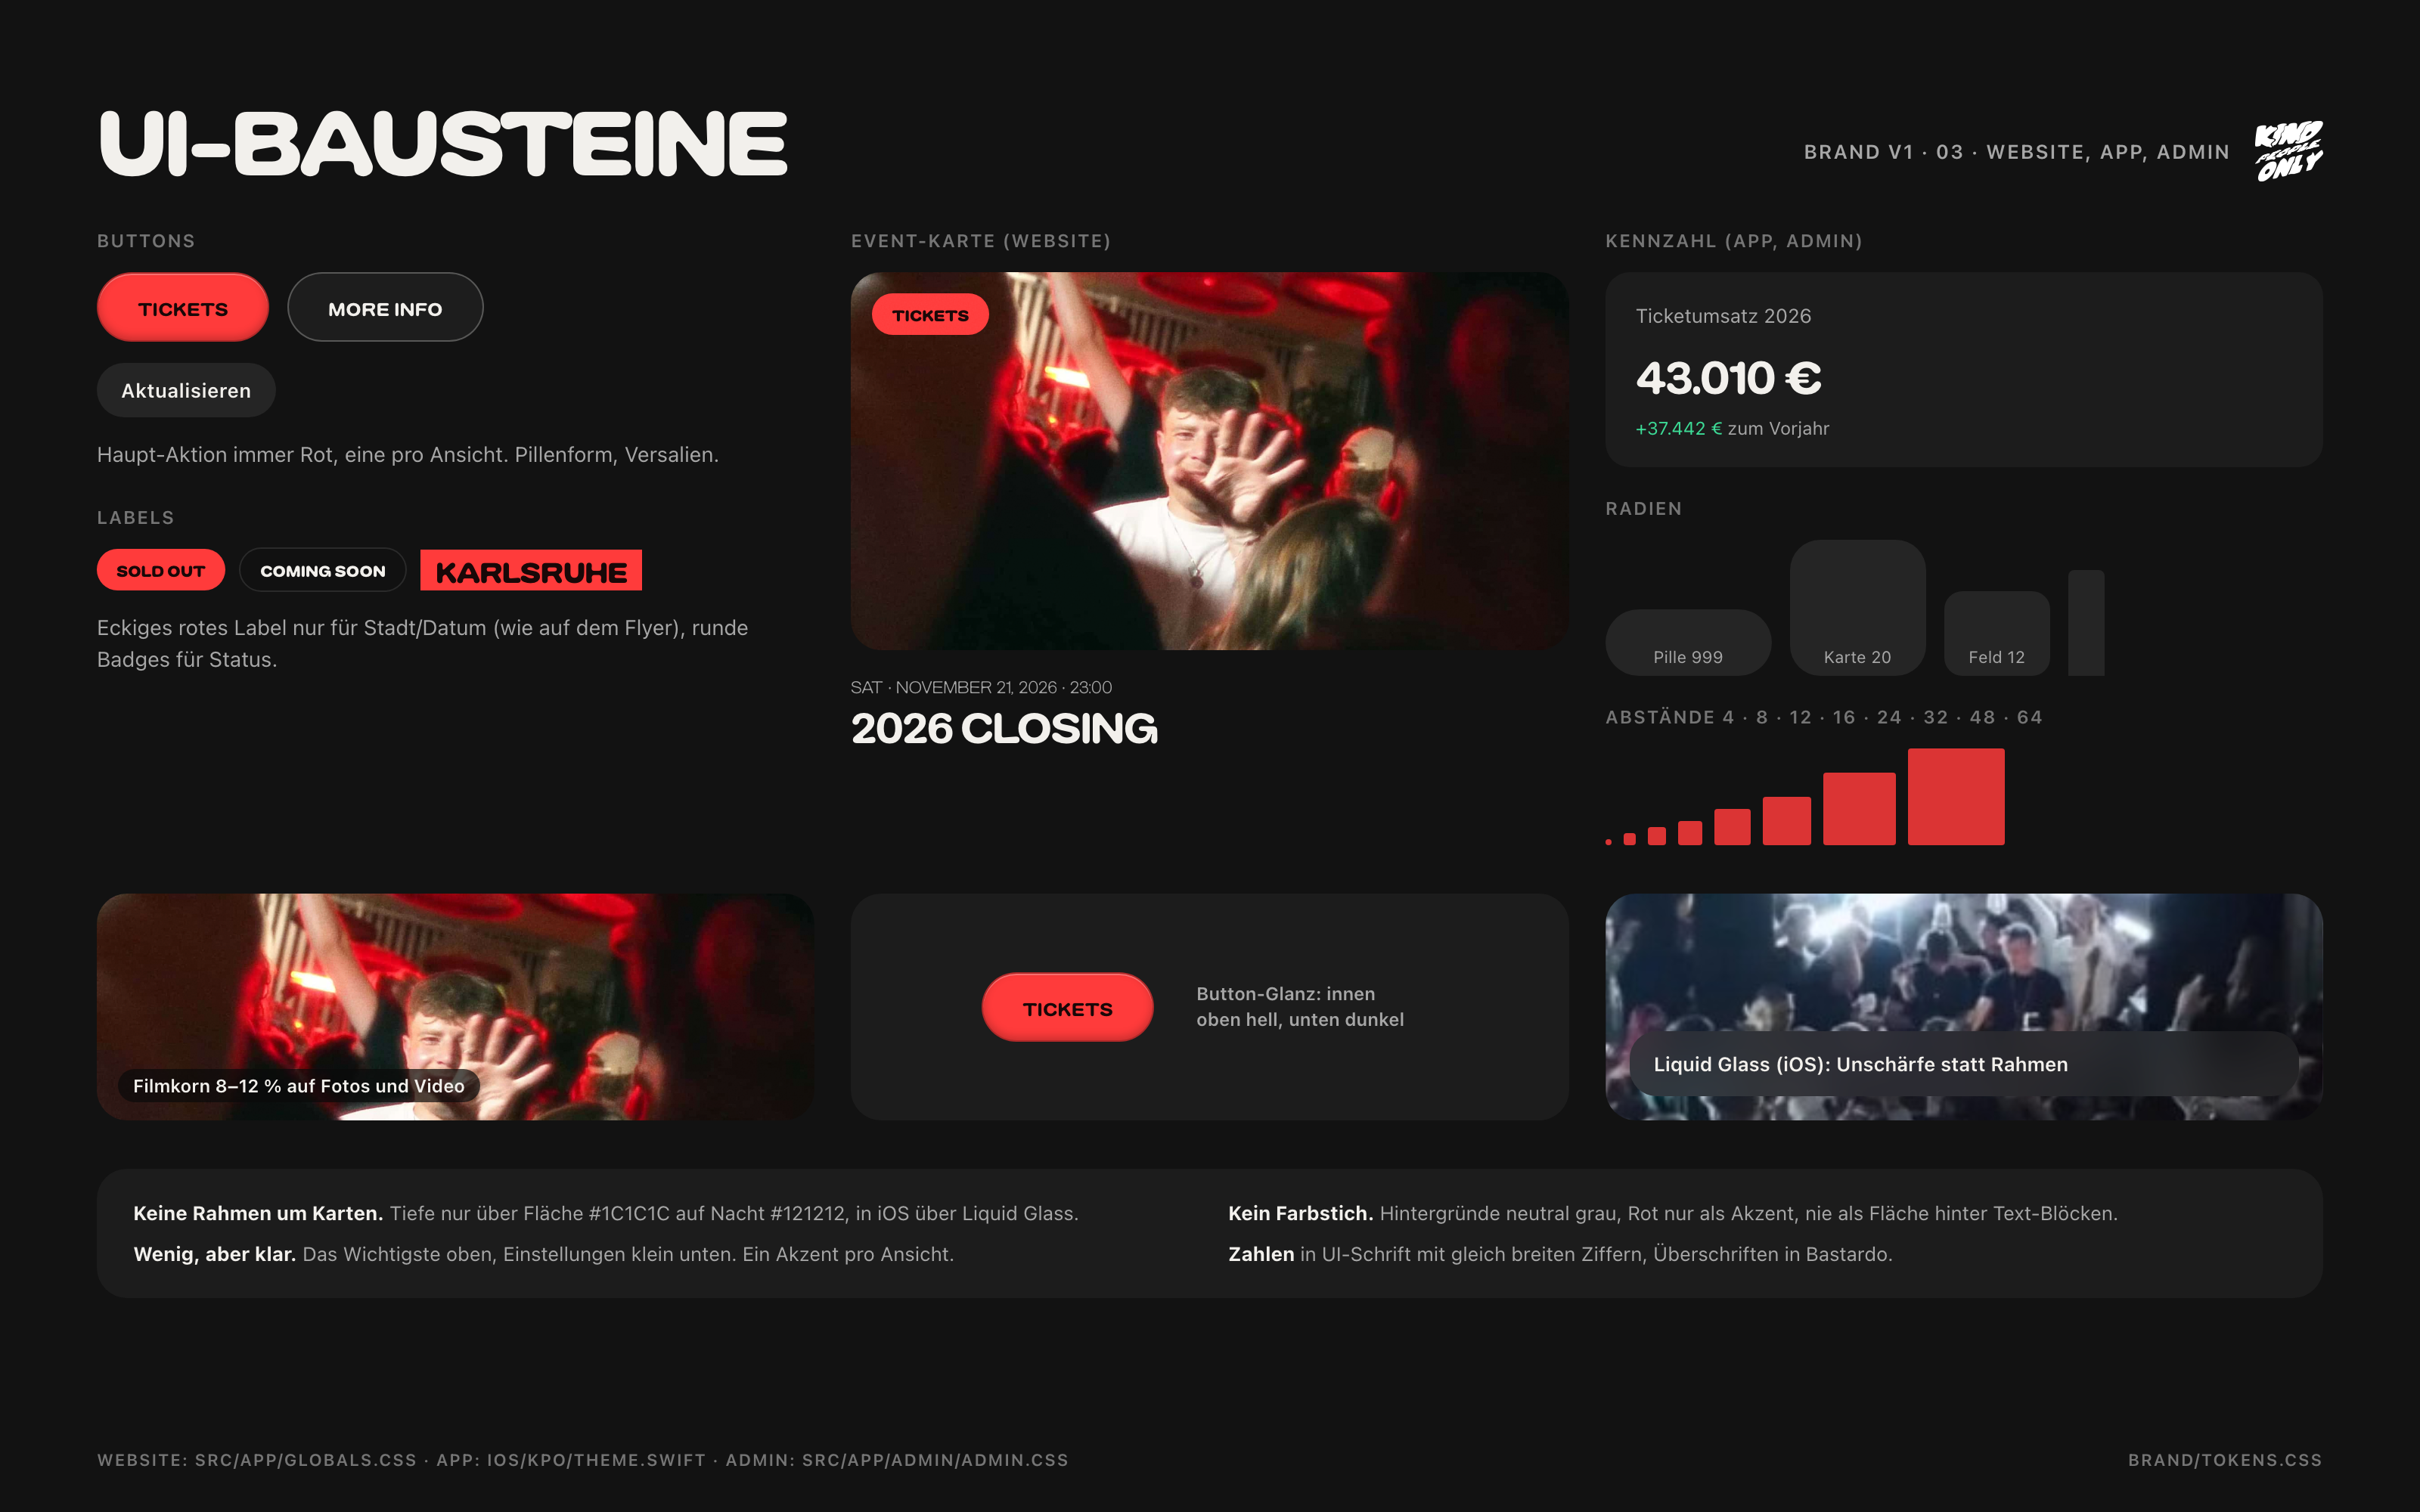 UI-BAUSTEINE
BRAND V1 · 03 · WEBSITE, APP, ADMIN
KIND
PEOPLE
ONLY
BUTTONS
TICKETS
MORE INFO
Aktualisieren
Haupt-Aktion immer Rot, eine pro Ansicht. Pillenform, Versalien.
LABELS
SOLD OUT
COMING SOON
KARLSRUHE
Eckiges rotes Label nur für Stadt/Datum (wie auf dem Flyer), runde
Badges für Status.
EVENT-KARTE (WEBSITE)
TICKETS
SAT · NOVEMBER 21, 2026 · 23:00
2026 CLOSING
KENNZAHL (APP, ADMIN)
Ticketumsatz 2026
43.010 €
+37.442 € zum Vorjahr
RADIEN
Pille 999
Karte 20
Feld 12
ABSTÄNDE 4 · 8 · 12 · 16 · 24 · 32 · 48 · 64
Filmkorn 8–12 % auf Fotos und Video
TICKETS
Button-Glanz: innen
oben hell, unten dunkel
Liquid Glass (iOS): Unschärfe statt Rahmen
Keine Rahmen um Karten. Tiefe nur über Fläche #1C1C1C auf Nacht #121212, in iOS über Liquid Glass.
Wenig, aber klar. Das Wichtigste oben, Einstellungen klein unten. Ein Akzent pro Ansicht.
Kein Farbstich. Hintergründe neutral grau, Rot nur als Akzent, nie als Fläche hinter Text-Blöcken.
Zahlen in UI-Schrift mit gleich breiten Ziffern, Überschriften in Bastardo.
WEBSITE: SRC/APP/GLOBALS.CSS · APP: IOS/KPO/THEME.SWIFT · ADMIN: SRC/APP/ADMIN/ADMIN.CSS
BRAND/TOKENS.CSS